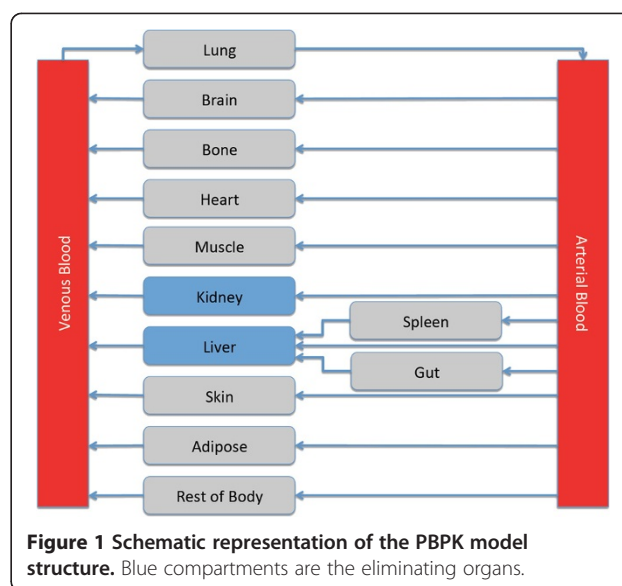 Lung
Brain
Bone
Heart
Muscle
Kidney
Liver
Spleen
Gut
Skin
Adipose
Rest of Body
Venous Blood
Arterial Blood
Figure 1 Schematic representation of the PBPK model
structure. Blue compartments are the eliminating organs.